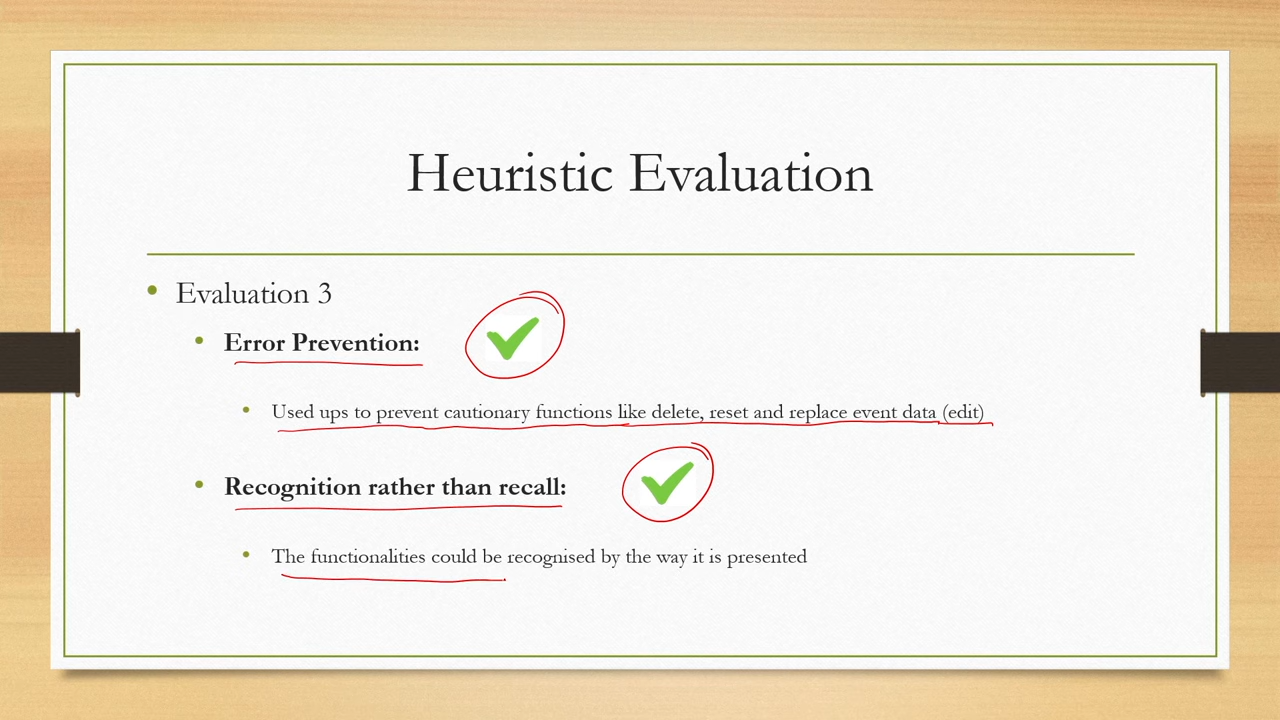 Heuristic Evaluation
• Evaluation 3
• Error Prevention:
• Used ups to prevent cautionary functions like delete, reset and replace event data (edit)
• Recognition rather than recall:
• The functionalities could be recognised by the way it is presented